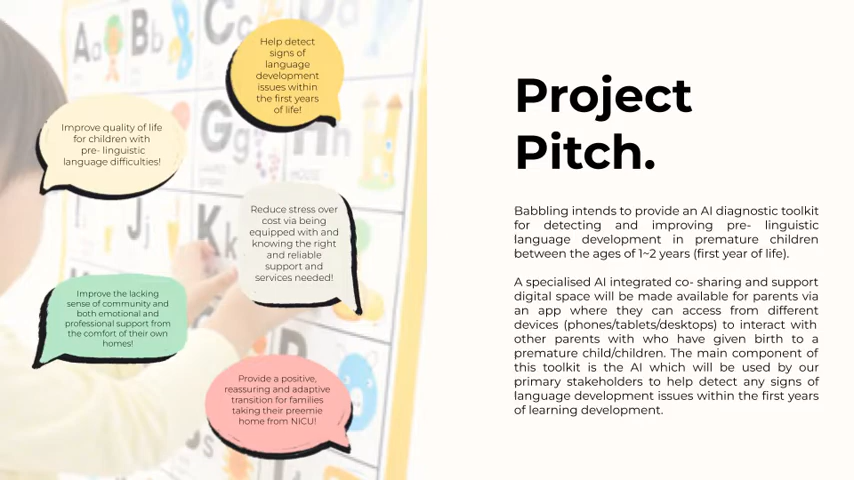 Help detect
signs of
language
development
issues within
the first years
of life!
Improve quality of life
for children with
pre- linguistic
language difficulties!
Reduce stress over
cost via being
equipped with and
knowing the right
and reliable
support and
services needed!
Improve the lacking
sense of community and
both emotional and
professional support from
the comfort of their own
homes!
Provide a positive,
reassuring and adaptive
transition for families
taking their preemie
home from NICU!
Aa
Bb
Gg
Hn
Jj
Kk
Project
Pitch.
Babbling intends to provide an AI diagnostic toolkit
for detecting and improving pre- linguistic
language development in premature children
between the ages of 1~2 years (first year of life).
A specialised AI integrated co- sharing and support
digital space will be made available for parents via
an app where they can access from different
devices (phones/tablets/desktops) to interact with
other parents with who have given birth to a
premature child/children. The main component of
this toolkit is the AI which will be used by our
primary stakeholders to help detect any signs of
language development issues within the first years
of learning development.